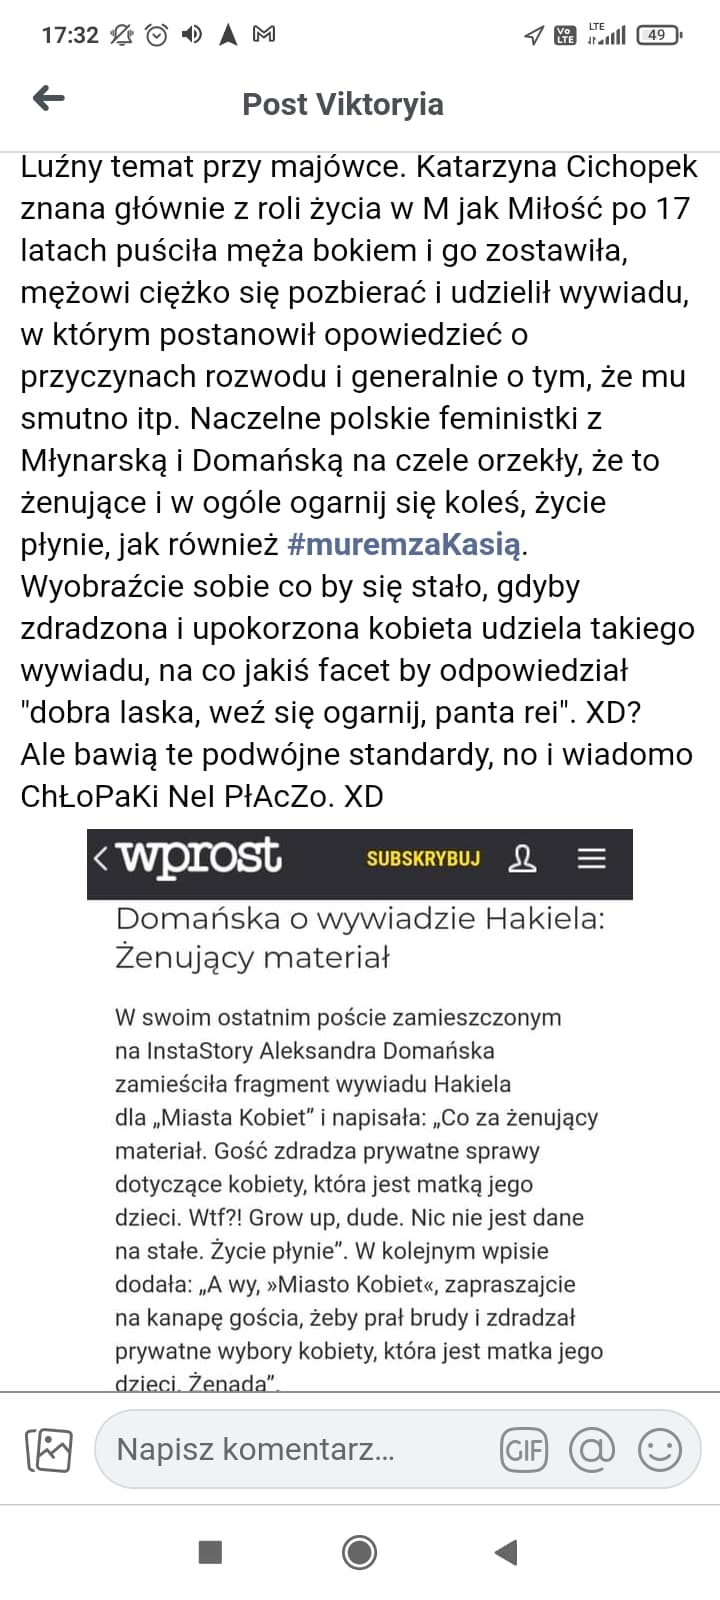 17:32
Vo LTE
LTE
49
Post Viktoryia
Luźny temat przy majówce. Katarzyna Cichopek
znana głównie z roli życia w M jak Miłość po 17
latach puściła męża bokiem i go zostawiła,
mężowi ciężko się pozbierać i udzielił wywiadu,
w którym postanowił opowiedzieć o
przyczynach rozwodu i generalnie o tym, że mu
smutno itp. Naczelne polskie feministki z
Młynarską i Domańską na czele orzekły, że to
żenujące i w ogóle ogarnij się koleś, życie
płynie, jak również #muremzaKasią.
Wyobraźcie sobie co by się stało, gdyby
zdradzona i upokorzona kobieta udziela takiego
wywiadu, na co jakiś facet by odpowiedział
"dobra laska, weź się ogarnij, panta rei". XD?
Ale bawią te podwójne standardy, no i wiadomo
ChŁoPaKi NeI PłAcZo. XD
wprost
SUBSKRYBUJ
Domańska o wywiadzie Hakiela:
Żenujący materiał
W swoim ostatnim poście zamieszczonym
na InstaStory Aleksandra Domańska
zamieściła fragment wywiadu Hakiela
dla „Miasta Kobiet” i napisała: „Co za żenujący
materiał. Gość zdradza prywatne sprawy
dotyczące kobiety, która jest matką jego
dzieci. Wtf?! Grow up, dude. Nic nie jest dane
na stałe. Życie płynie”. W kolejnym wpisie
dodała: „A wy, »Miasto Kobiet«, zapraszajcie
na kanapę gościa, żeby prał brudy i zdradzał
prywatne wybory kobiety, która jest matka jego
dzieci. Żenada”.
Napisz komentarz...
GIF